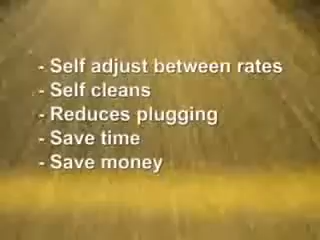 - Self adjust between rates
- Self cleans
- Reduces plugging
- Save time
- Save money